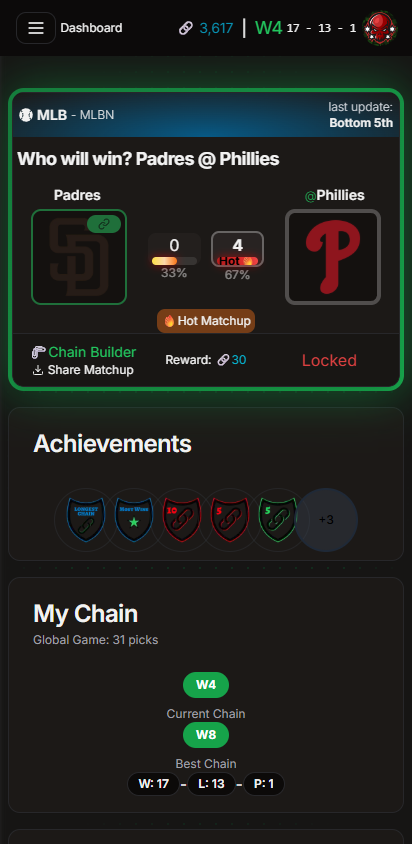 Dashboard 3,617 | W4 17 - 13 - 1
MLB - MLBN
last update:
Bottom 5th
Who will win? Padres @ Phillies
Padres
@Phillies
SD
0
33%
4
Hot
67%
P
Hot Matchup
Chain Builder
Share Matchup
Reward: 30
Locked
Achievements
LONGEST CHAIN
MOST WINS
10
5
5
+3
My Chain
Global Game: 31 picks
W4
Current Chain
W8
Best Chain
W: 17 - L: 13 - P: 1